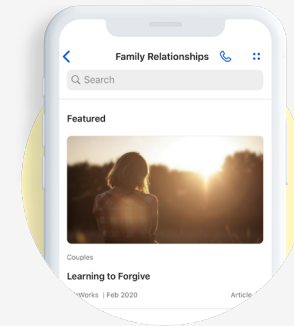 Family Relationships
Search
Featured
Couples
Learning to Forgive
| Feb 2020 Article